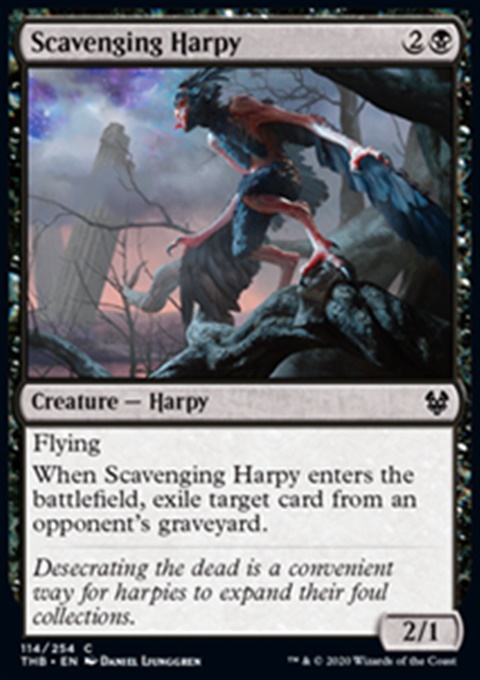 Scavenging Harpy 2
Creature — Harpy
Flying
When Scavenging Harpy enters the
battlefield, exile target card from an
opponent's graveyard.
Desecrating the dead is a convenient
way for harpies to expand their foul
collections.
2/1
114/254 C
THB • EN Daniel Ljunggren
™ & © 2020 Wizards of the Coast